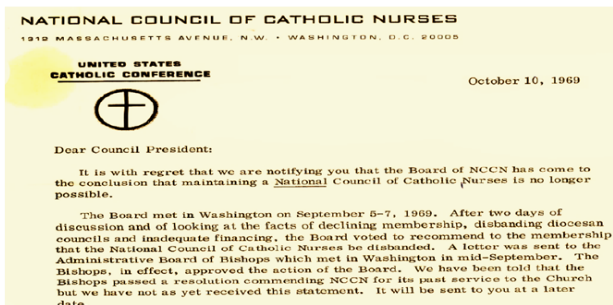 NATIONAL COUNCIL OF CATHOLIC NURSES
1312 MASSACHUSETTS AVENUE, N.W. • WASHINGTON, D.C. 20005
UNITED STATES
CATHOLIC CONFERENCE
October 10, 1969
Dear Council President:
It is with regret that we are notifying you that the Board of NCCN has come to
the conclusion that maintaining a National Council of Catholic Nurses is no longer
possible.
The Board met in Washington on September 5-7, 1969. After two days of
discussion and of looking at the facts of declining membership, disbanding diocesan
councils and inadequate financing, the Board voted to recommend to the membership
that the National Council of Catholic Nurses be disbanded. A letter was sent to the
Administrative Board of Bishops which met in Washington in mid-September. The
Bishops, in effect, approved the action of the Board. We have been told that the
Bishops passed a resolution commending NCCN for its past service to the Church
but we have not as yet received this statement. It will be sent to you at a later
date.